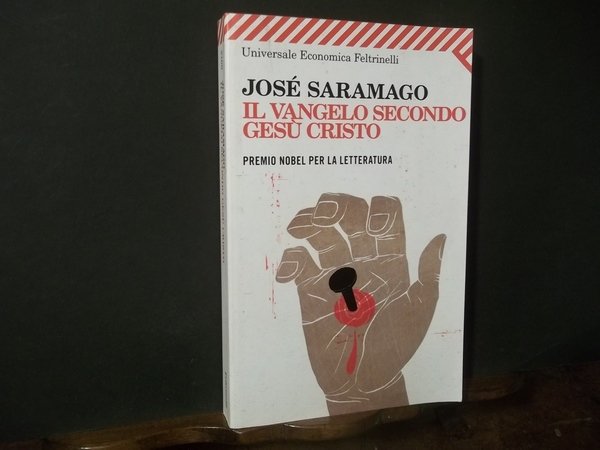 Universale Economica Feltrinelli
JOSÉ SARAMAGO
IL VANGELO SECONDO
GESÙ CRISTO
PREMIO NOBEL PER LA LETTERATURA